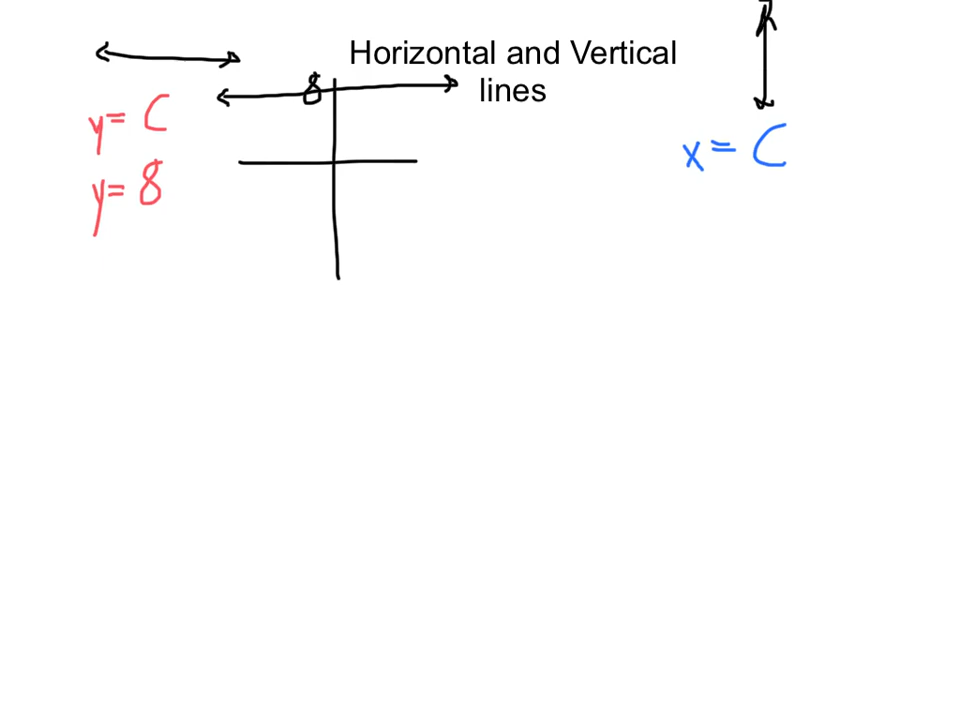 Horizontal and Vertical
lines
8
y = C
y = 8
x = C